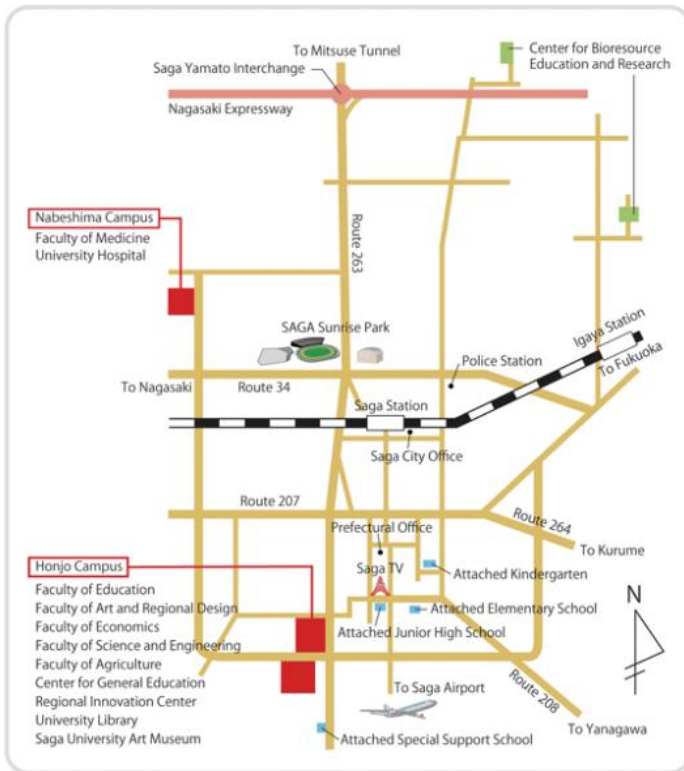 To Mitsuse Tunnel
Saga Yamato Interchange
Nagasaki Expressway
Center for Bioresource
Education and Research
Nabeshima Campus
Faculty of Medicine
University Hospital
Route 263
SAGA Sunrise Park
Police Station
Igaya Station
To Fukuoka
To Nagasaki
Route 34
Saga Station
Saga City Office
Route 207
Prefectural Office
Route 264
To Kurume
Saga TV
Attached Kindergarten
Honjo Campus
Faculty of Education
Faculty of Art and Regional Design
Faculty of Economics
Faculty of Science and Engineering
Faculty of Agriculture
Center for General Education
Regional Innovation Center
University Library
Saga University Art Museum
Attached Elementary School
Attached Junior High School
N
To Saga Airport
Route 208
To Yanagawa
Attached Special Support School